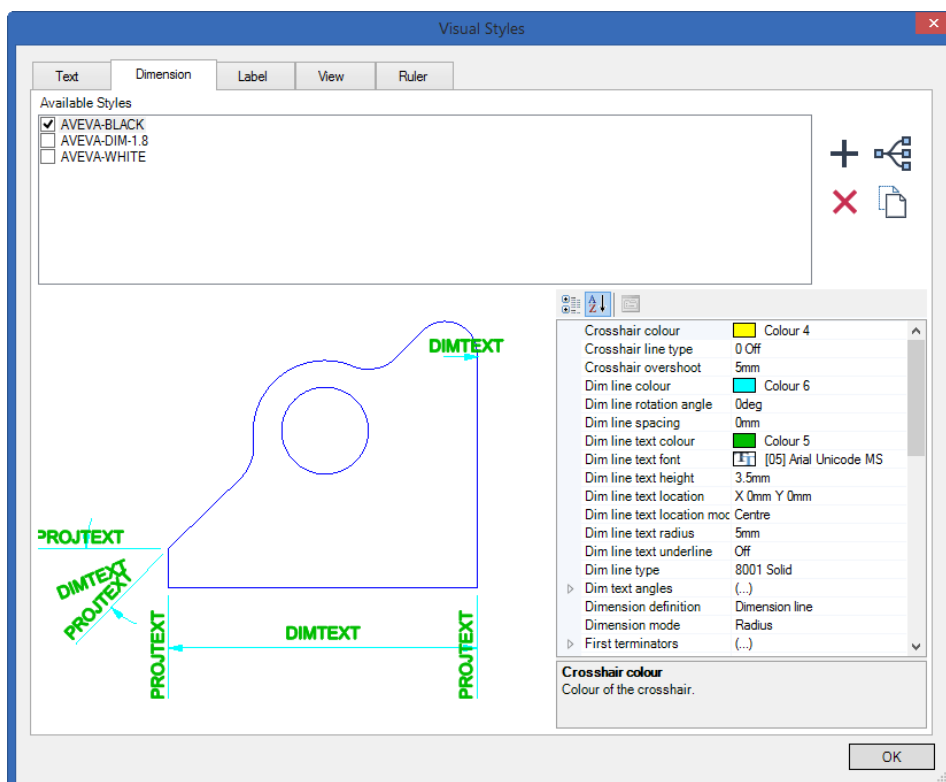 Visual Styles
Text
Dimension
Label
View
Ruler
Available Styles
AVEVA-BLACK
AVEVA-DIM-1.8
AVEVA-WHITE
DIMTEXT
PROJTEXT
DIMTEXT
PROJTEXT
PROJTEXT
DIMTEXT
PROJTEXT
Crosshair colour Colour 4
Crosshair line type 0 Off
Crosshair overshoot 5mm
Dim line colour Colour 6
Dim line rotation angle 0deg
Dim line spacing 0mm
Dim line text colour Colour 5
Dim line text font [05] Arial Unicode MS
Dim line text height 3.5mm
Dim line text location X 0mm Y 0mm
Dim line text location moc Centre
Dim line text radius 5mm
Dim line text underline Off
Dim line type 8001 Solid
Dim text angles (...)
Dimension definition Dimension line
Dimension mode Radius
First terminators (...)
Crosshair colour
Colour of the crosshair.
OK